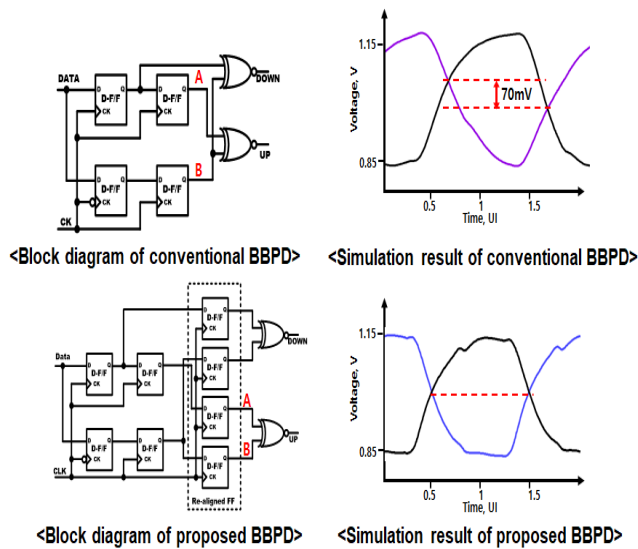 DATA
D Q
D-F/F
CK
D Q
D-F/F
CK
A
DOWN
D Q
D-F/F
CK
D Q
D-F/F
CK
B
UP
CK
<Block diagram of conventional BBPD>
Voltage, V
1.15
0.85
70mV
0.5 1 1.5
Time, UI
<Simulation result of conventional BBPD>
Data
D Q
D-F/F
CK
D Q
D-F/F
CK
D Q
D-F/F
CK
D Q
D-F/F
CK
DOWN
D Q
D-F/F
CK
A
D Q
D-F/F
CK
D Q
D-F/F
CK
D Q
D-F/F
CK
B
UP
CLK
Re-aligned FF
<Block diagram of proposed BBPD>
Voltage, V
1.15
0.85
0.5 1 1.5
Time, UI
<Simulation result of proposed BBPD>